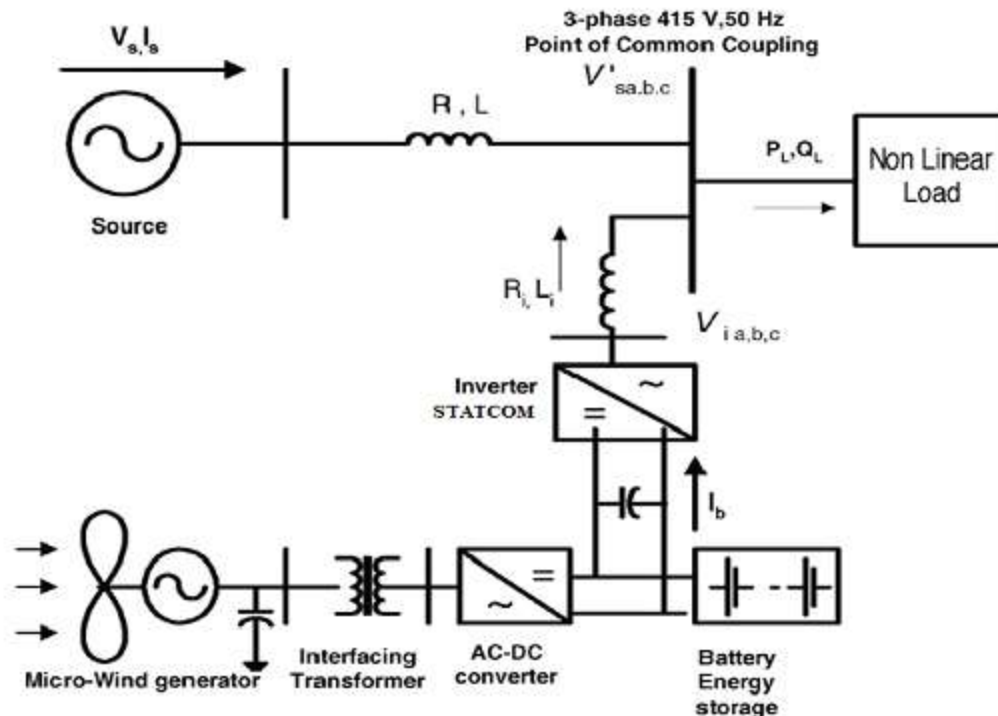 3-phase 415 V,50 Hz
Point of Common Coupling
Vs,Is
V'sa,b,c
R , L
PL,QL
Non Linear
Load
Source
Ri, Li
Vi a,b,c
Inverter
STATCOM
~
=
Ib
=
~
Micro-Wind generator
Interfacing
Transformer
AC-DC
converter
Battery
Energy
storage